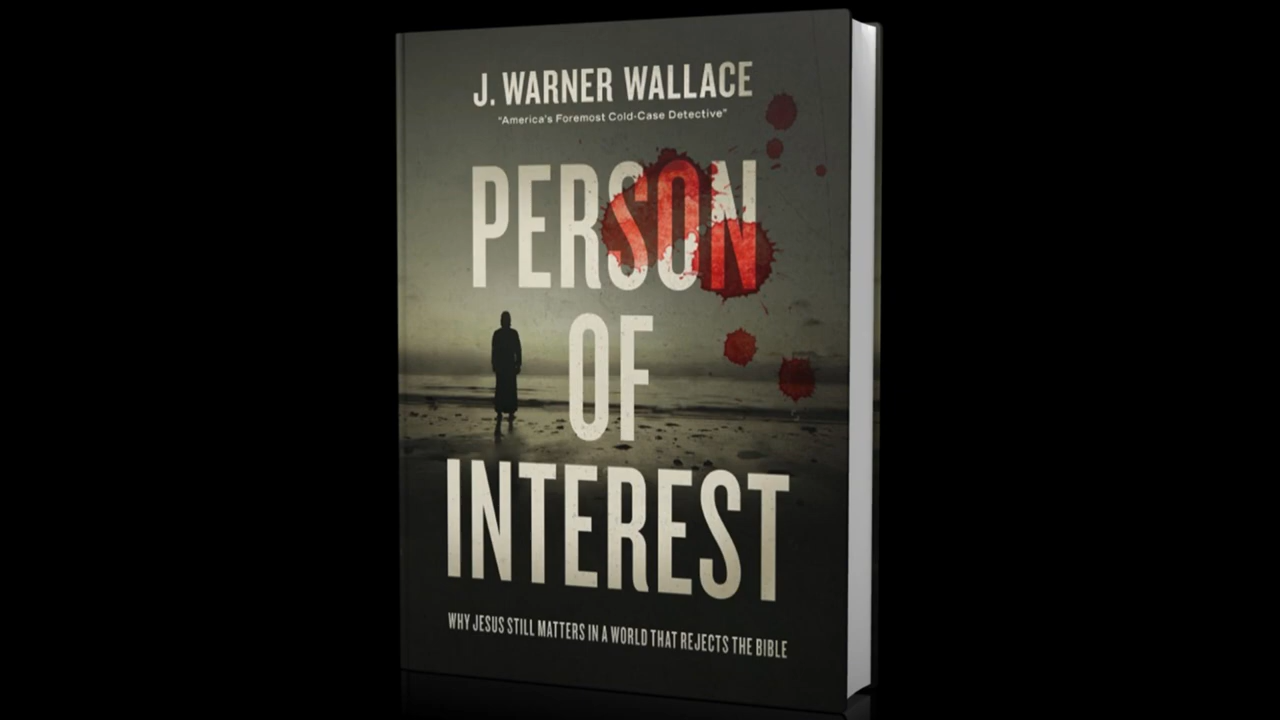 J. WARNER WALLACE
"America's Foremost Cold-Case Detective"
PERSON
OF
INTEREST
WHY JESUS STILL MATTERS IN A WORLD THAT REJECTS THE BIBLE